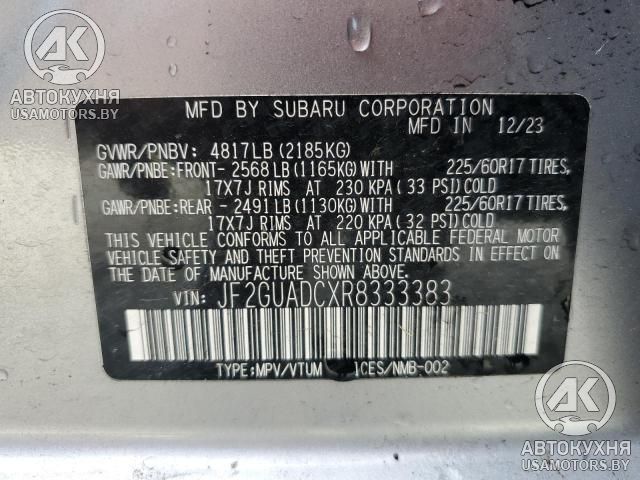 AK
АВТОКУХНЯ
USAMOTORS.BY
MFD BY SUBARU CORPORATION
MFD IN 12/23
GVWR/PNBV: 4817LB (2185KG)
GAWR/PNBE:FRONT- 2568LB (1165KG)WITH 225/60R17 TIRES,
17X7J RIMS AT 230 KPA (33 PSI)COLD
GAWR/PNBE:REAR - 2491LB (1130KG)WITH 225/60R17 TIRES,
17X7J RIMS AT 220 KPA (32 PSI)COLD
THIS VEHICLE CONFORMS TO ALL APPLICABLE FEDERAL MOTOR
VEHICLE SAFETY AND THEFT PREVENTION STANDARDS IN EFFECT ON
THE DATE OF MANUFACTURE SHOWN ABOVE.
VIN: JF2GUADCXR8333383
TYPE:MPV/VTUM ICES/NMB-002
AK
АВТОКУХНЯ
USAMOTORS.BY